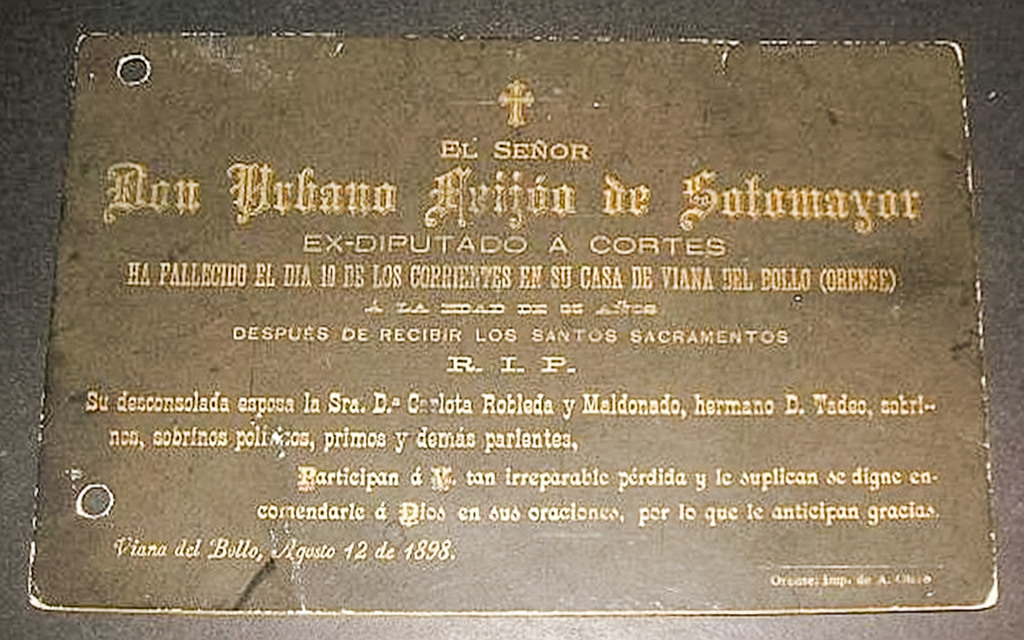 EL SEÑOR
Don Urbano Feijóo de Sotomayor
EX-DIPUTADO A CORTES
HA FALLECIDO EL DIA 10 DE LOS CORRIENTES EN SU CASA DE VIANA DEL BOLLO (ORENSE)
Á LA EDAD DE AÑOS
DESPUÉS DE RECIBIR LOS SANTOS SACRAMENTOS
R. I. P.
Su desconsolada esposa la Sra. D.ª Carlota Robleda y Maldonado, hermano D. Tadeo, sobri-
nos, sobrinos políticos, primos y demás parientes,
Participan á V. tan irreparable pérdida y le suplican se digne en-
comendarle á Dios en sus oraciones, por lo que le anticipan gracias.
Viana del Bollo, Agosto 12 de 1898.
Orense: Imp. de A.